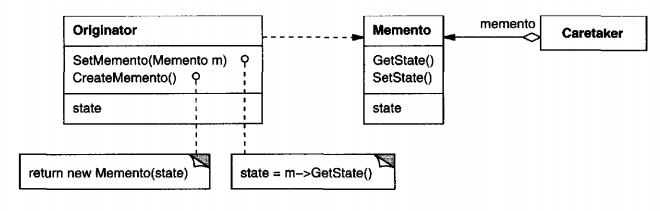 Originator
SetMemento(Memento m)
CreateMemento()
state
Memento
GetState()
SetState()
state
memento
Caretaker
return new Memento(state)
state = m->GetState()